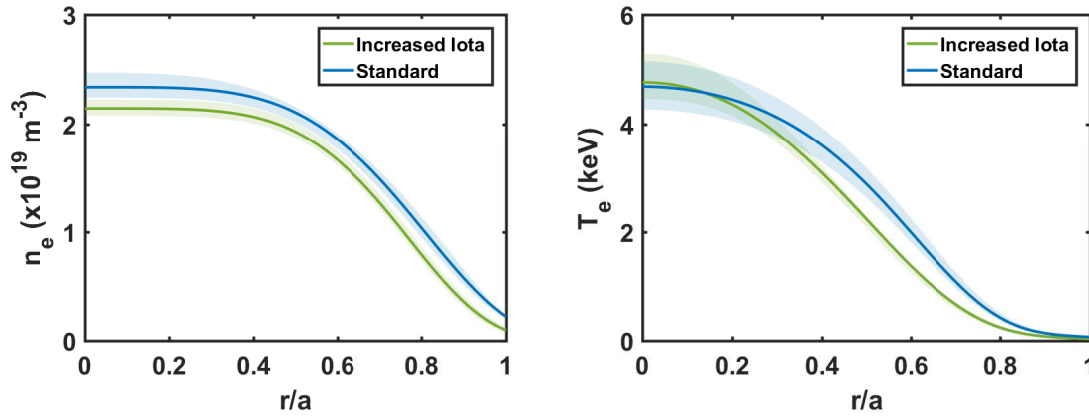 3
2
1
0
n_e (x10^19 m^-3)
Increased Iota
Standard
0 0.2 0.4 0.6 0.8 1
r/a
6
4
2
0
T_e (keV)
Increased Iota
Standard
0 0.2 0.4 0.6 0.8 1
r/a